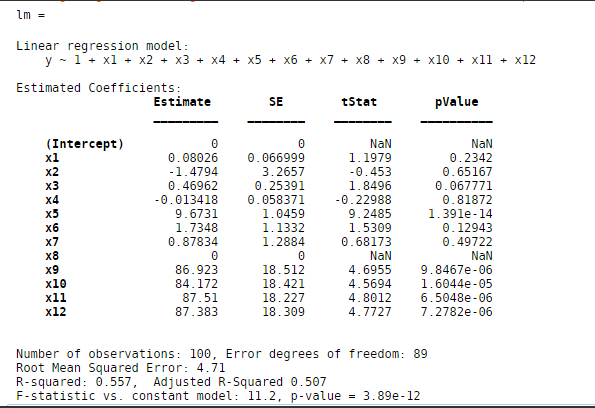 lm =
Linear regression model:
y ~ 1 + x1 + x2 + x3 + x4 + x5 + x6 + x7 + x8 + x9 + x10 + x11 + x12
Estimated Coefficients:
Estimate SE tStat pValue
(Intercept) 0 0 NaN NaN
x1 0.08026 0.066999 1.1979 0.2342
x2 -1.4794 3.2657 -0.453 0.65167
x3 0.46962 0.25391 1.8496 0.067771
x4 -0.013418 0.058371 -0.22988 0.81872
x5 9.6731 1.0459 9.2485 1.391e-14
x6 1.7348 1.1332 1.5309 0.12943
x7 0.87834 1.2884 0.68173 0.49722
x8 0 0 NaN NaN
x9 86.923 18.512 4.6955 9.8467e-06
x10 84.172 18.421 4.5694 1.6044e-05
x11 87.51 18.227 4.8012 6.5048e-06
x12 87.383 18.309 4.7727 7.2782e-06
Number of observations: 100, Error degrees of freedom: 89
Root Mean Squared Error: 4.71
R-squared: 0.557, Adjusted R-Squared 0.507
F-statistic vs. constant model: 11.2, p-value = 3.89e-12